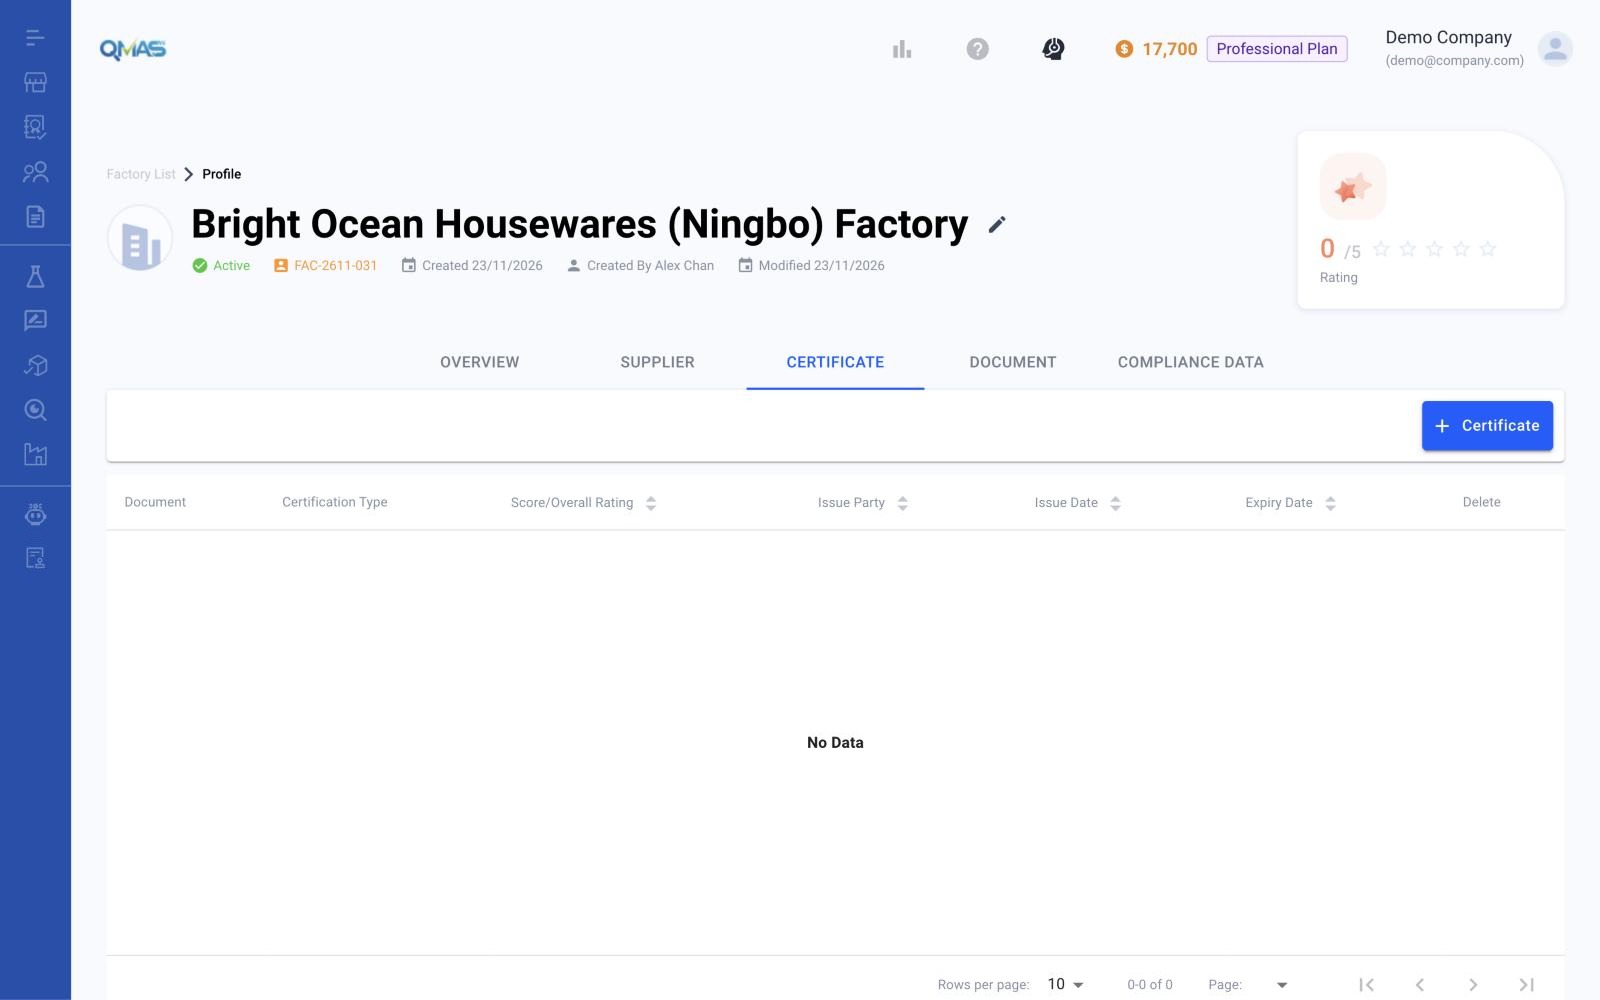 QMAS
17,700
Professional Plan
Demo Company
(demo@company.com)
Factory List
Profile
Bright Ocean Housewares (Ningbo) Factory
Active
FAC-2611-031
Created 23/11/2026
Created By Alex Chan
Modified 23/11/2026
0 /5
Rating
OVERVIEW
SUPPLIER
CERTIFICATE
DOCUMENT
COMPLIANCE DATA
+ Certificate
Document
Certification Type
Score/Overall Rating
Issue Party
Issue Date
Expiry Date
Delete
No Data
Rows per page: 10
0-0 of 0
Page: